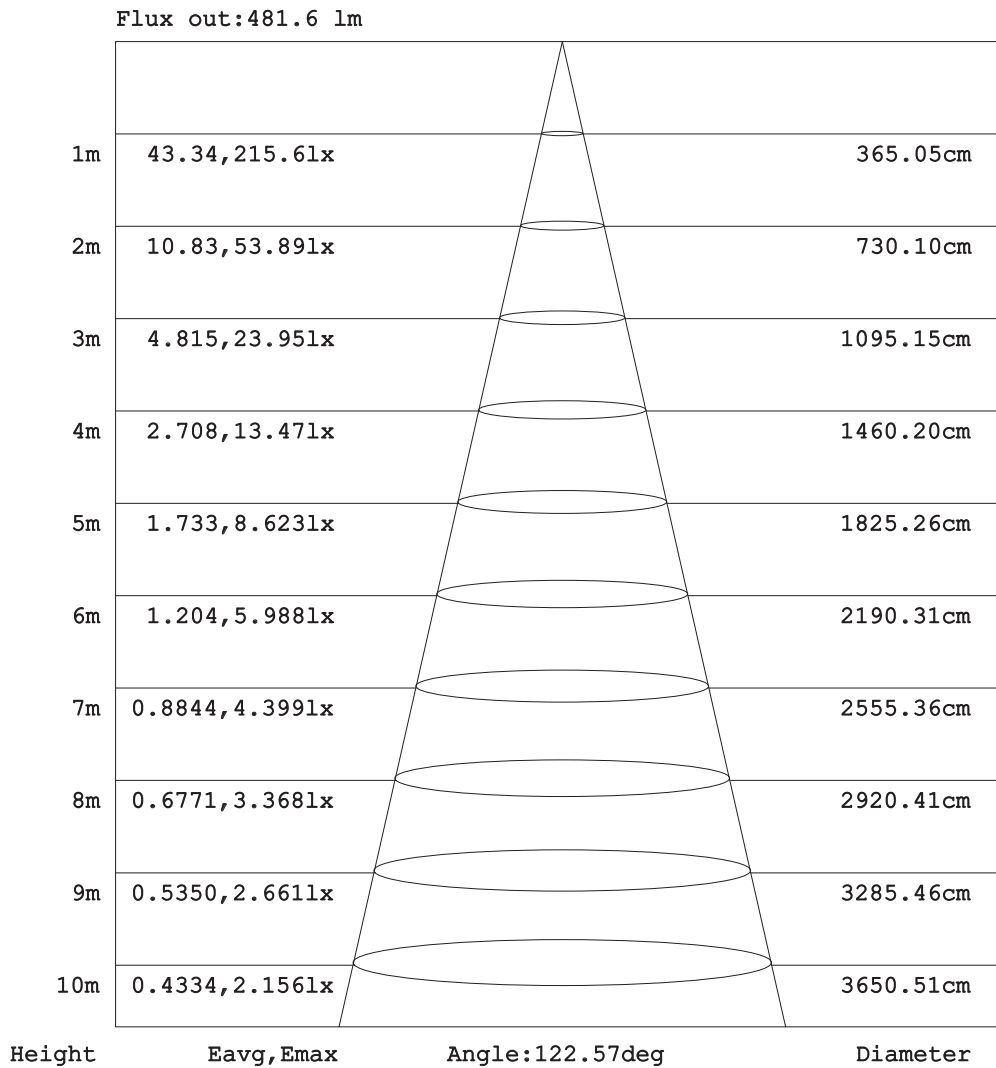 Flux out:481.6 lm
1m 43.34,215.6lx 365.05cm
2m 10.83,53.89lx 730.10cm
3m 4.815,23.95lx 1095.15cm
4m 2.708,13.47lx 1460.20cm
5m 1.733,8.623lx 1825.26cm
6m 1.204,5.988lx 2190.31cm
7m 0.8844,4.399lx 2555.36cm
8m 0.6771,3.368lx 2920.41cm
9m 0.5350,2.661lx 3285.46cm
10m 0.4334,2.156lx 3650.51cm
Height Eavg,Emax Angle:122.57deg Diameter